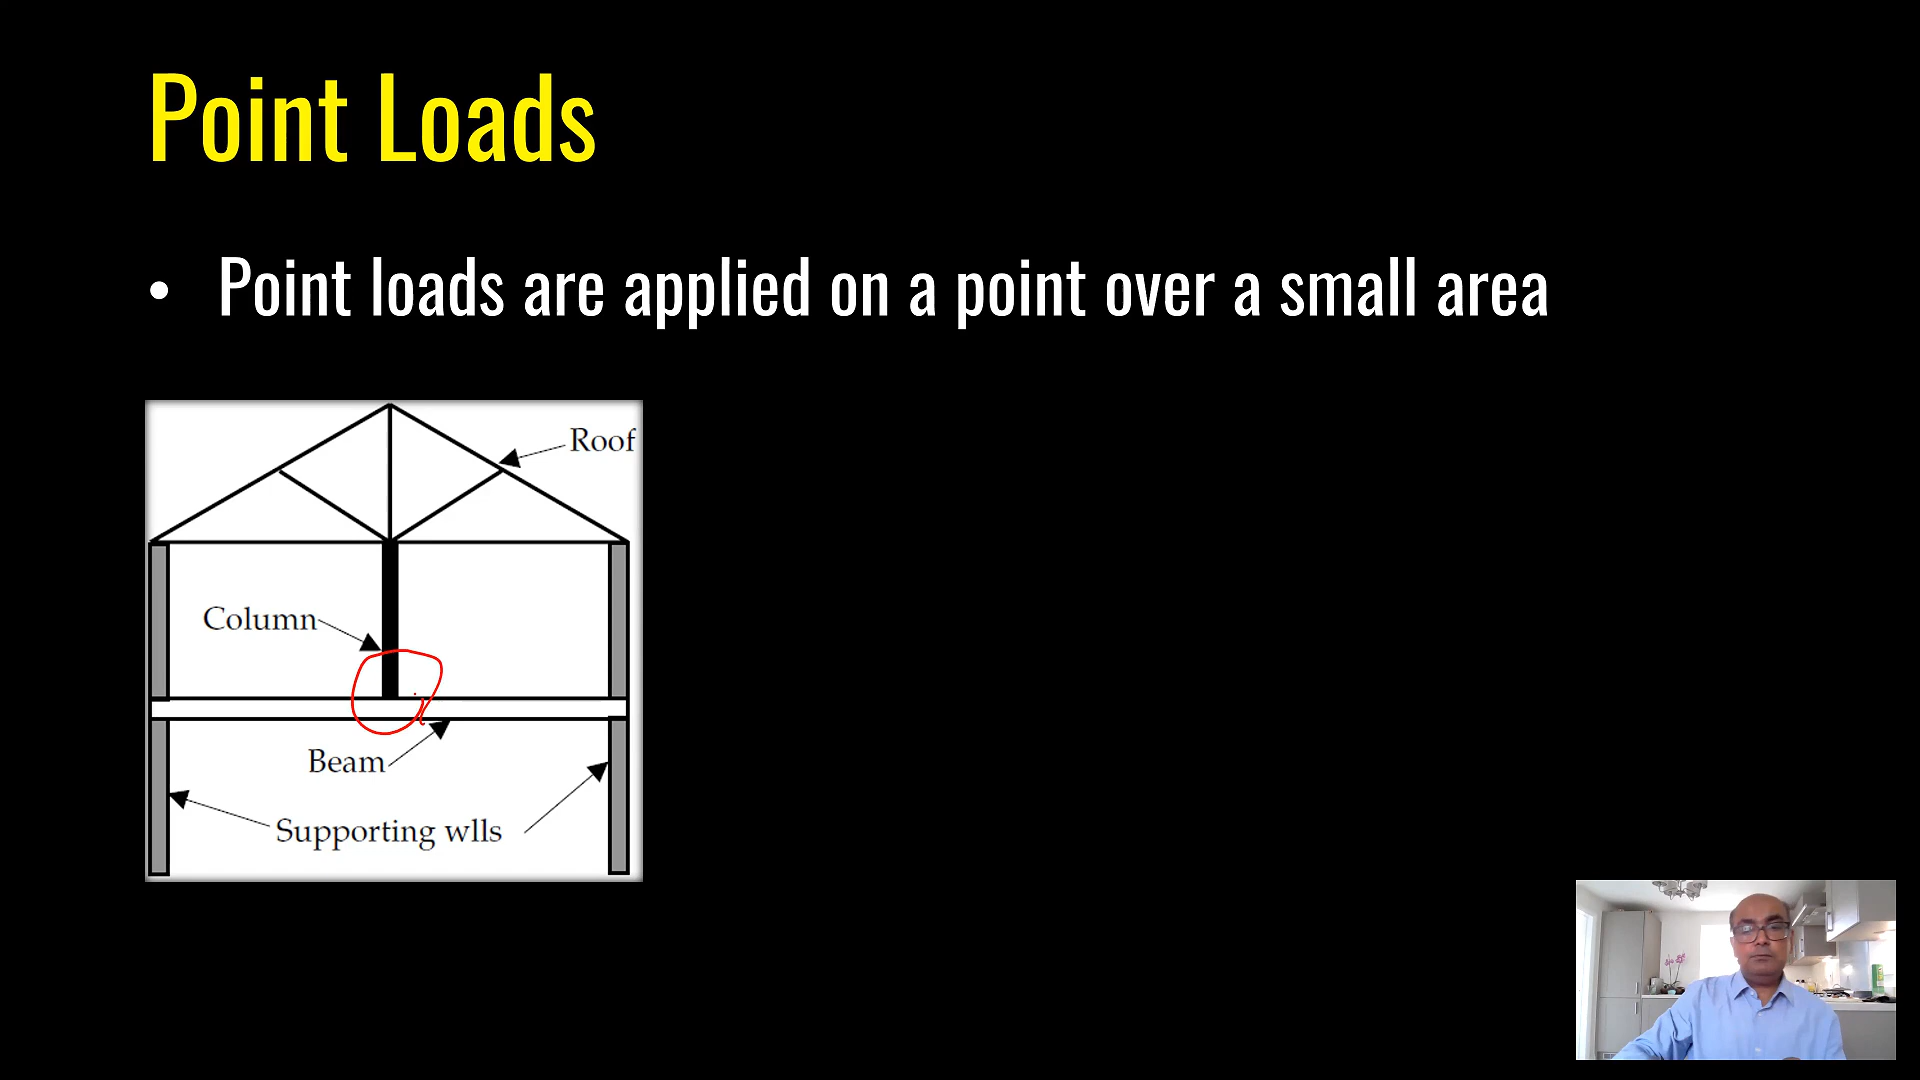 Point Loads
• Point loads are applied on a point over a small area
Roof
Column
Beam
Supporting wlls